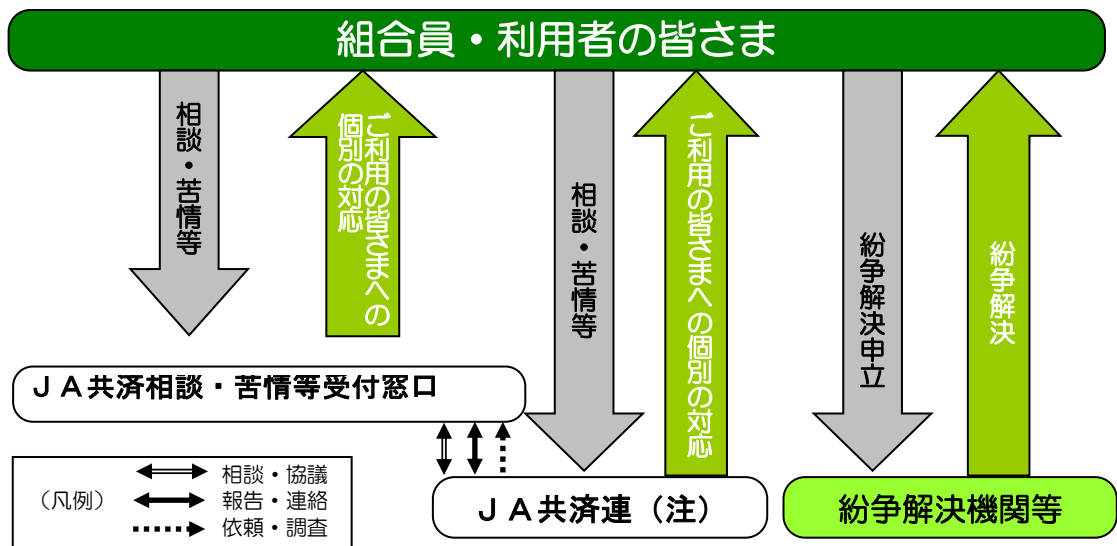 組合員・利用者の皆さま
相談・苦情等
ご利用の皆さまへの
個別の対応
相談・苦情等
ご利用の皆さまへ の個別の対応
紛争解決申立
紛争解決
ＪＡ共済相談・苦情等受付窓口
（凡例）
相談・協議
報告・連絡
依頼・調査
ＪＡ共済連（注）
紛争解決機関等